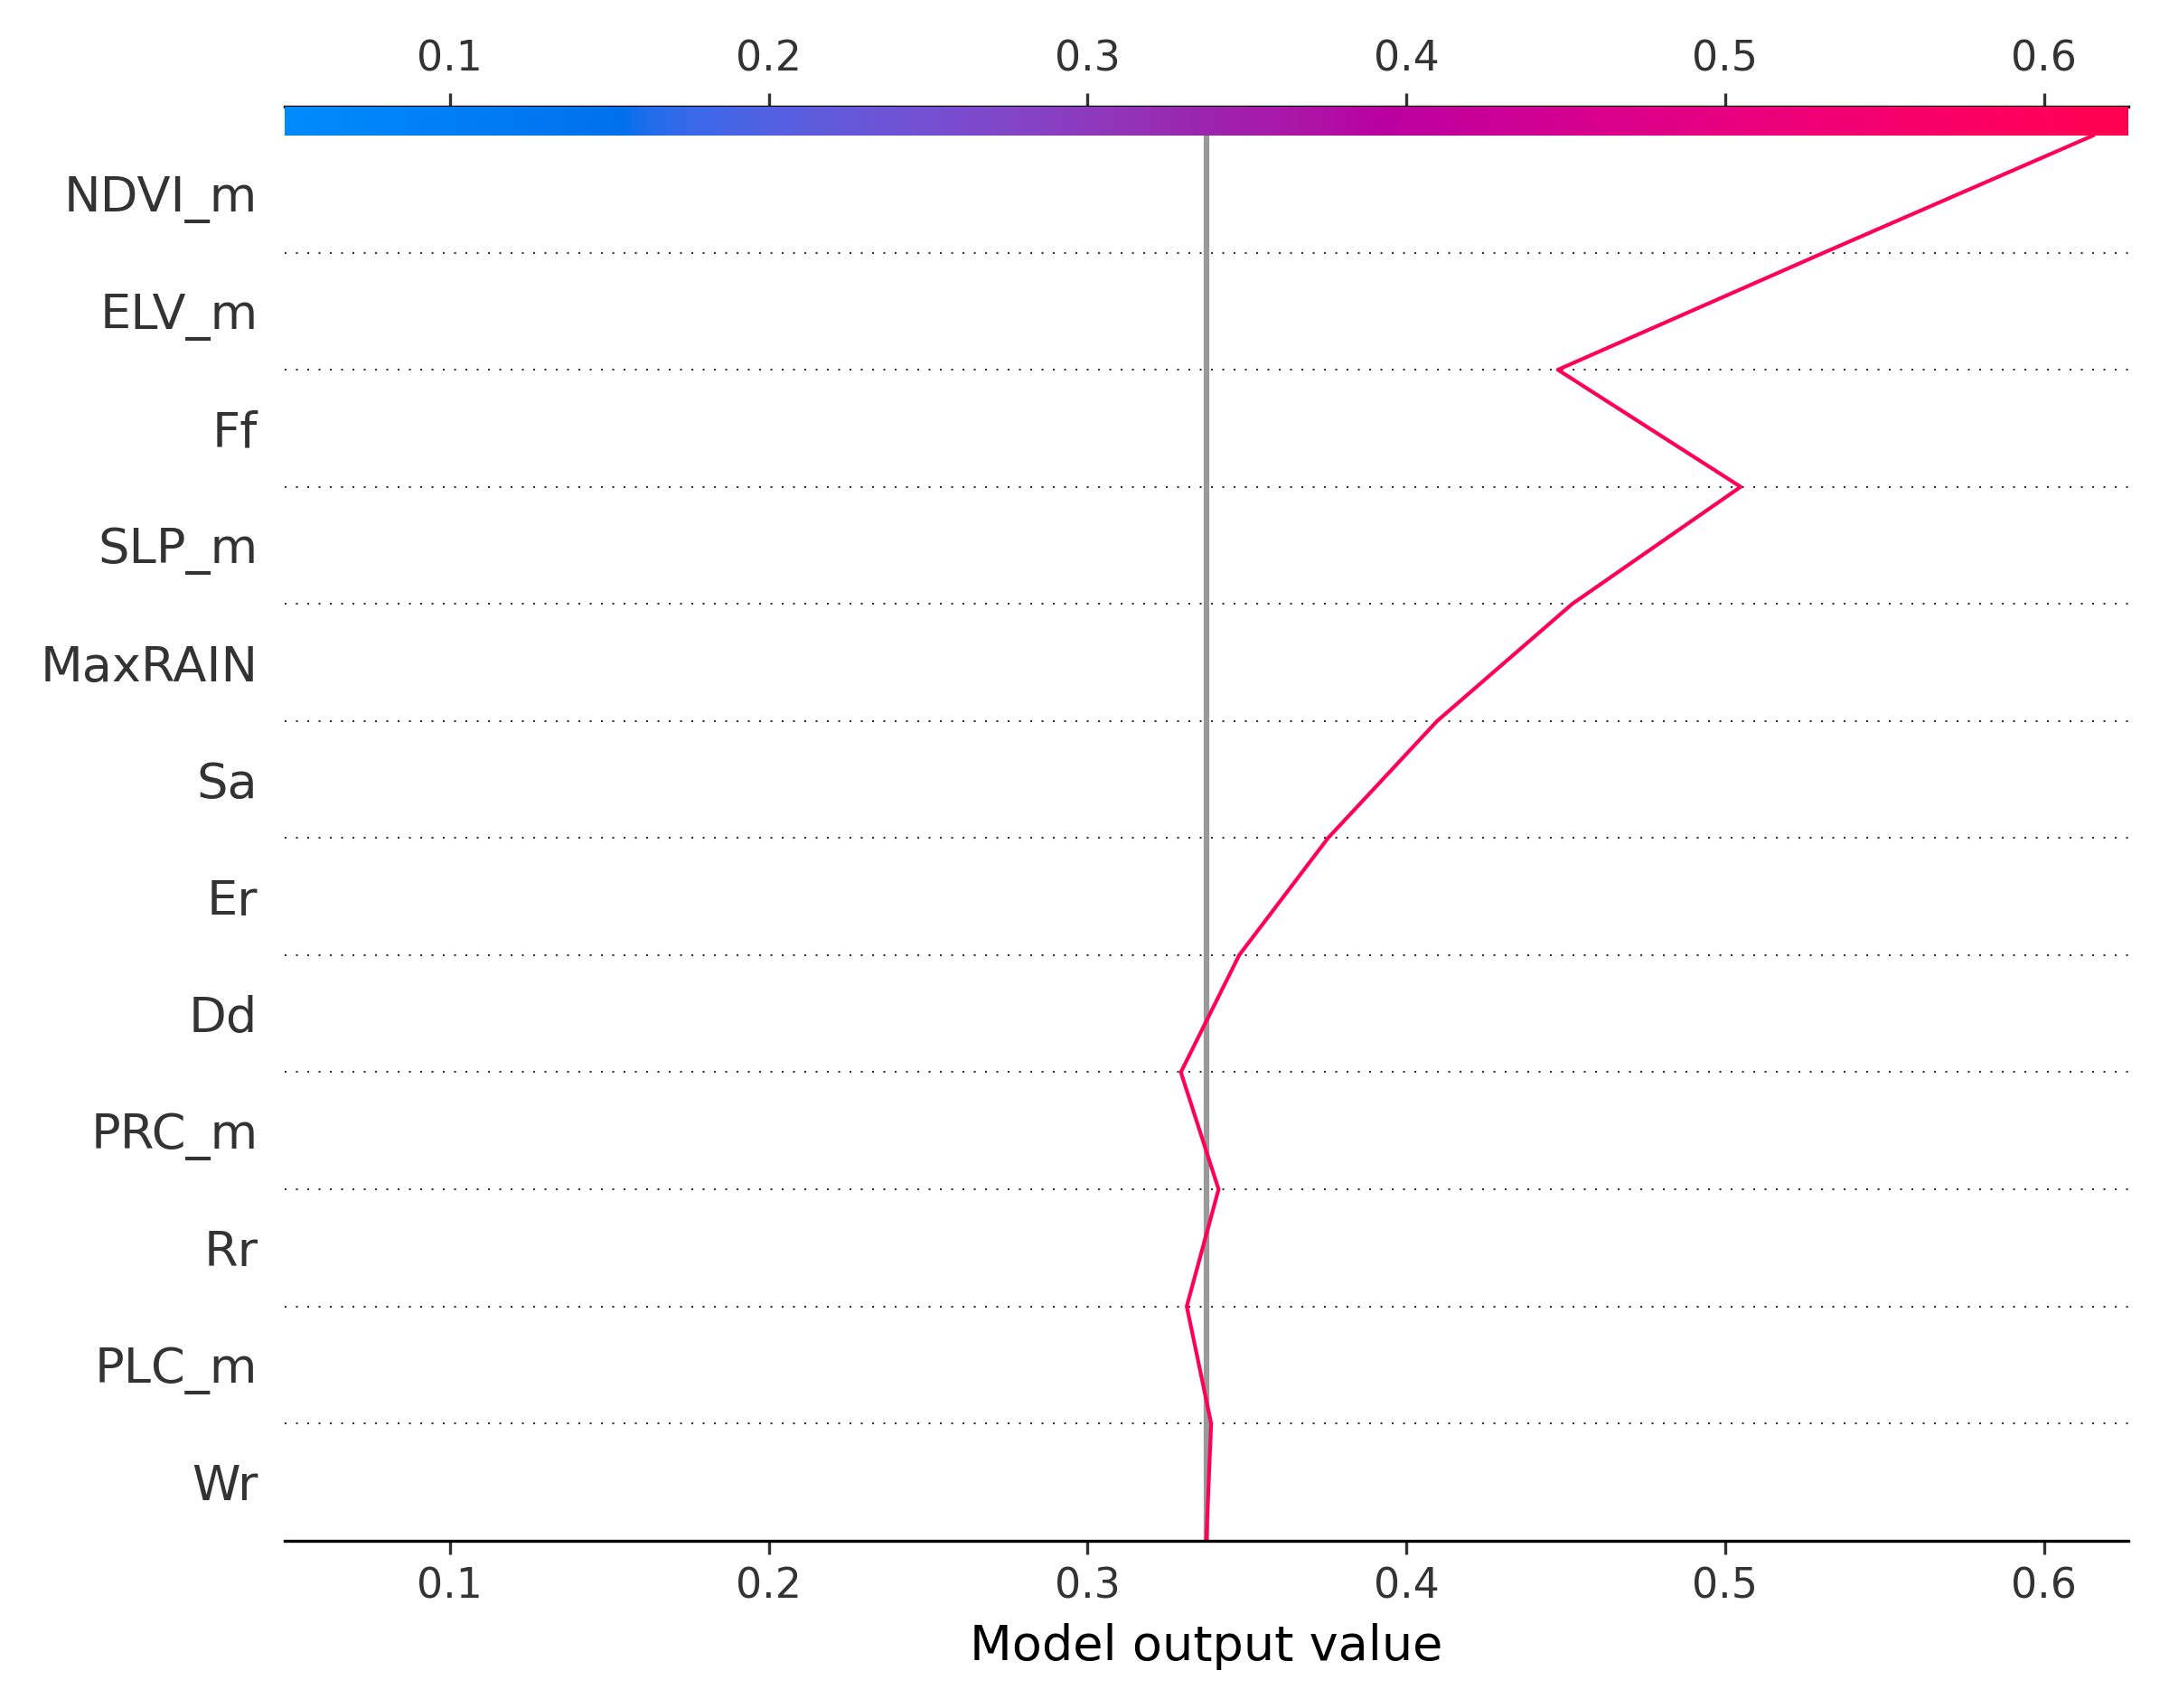 0.1 0.2 0.3 0.4 0.5 0.6
NDVI_m
ELV_m
Ff
SLP_m
MaxRAIN
Sa
Er
Dd
PRC_m
Rr
PLC_m
Wr
0.1 0.2 0.3 0.4 0.5 0.6
Model output value